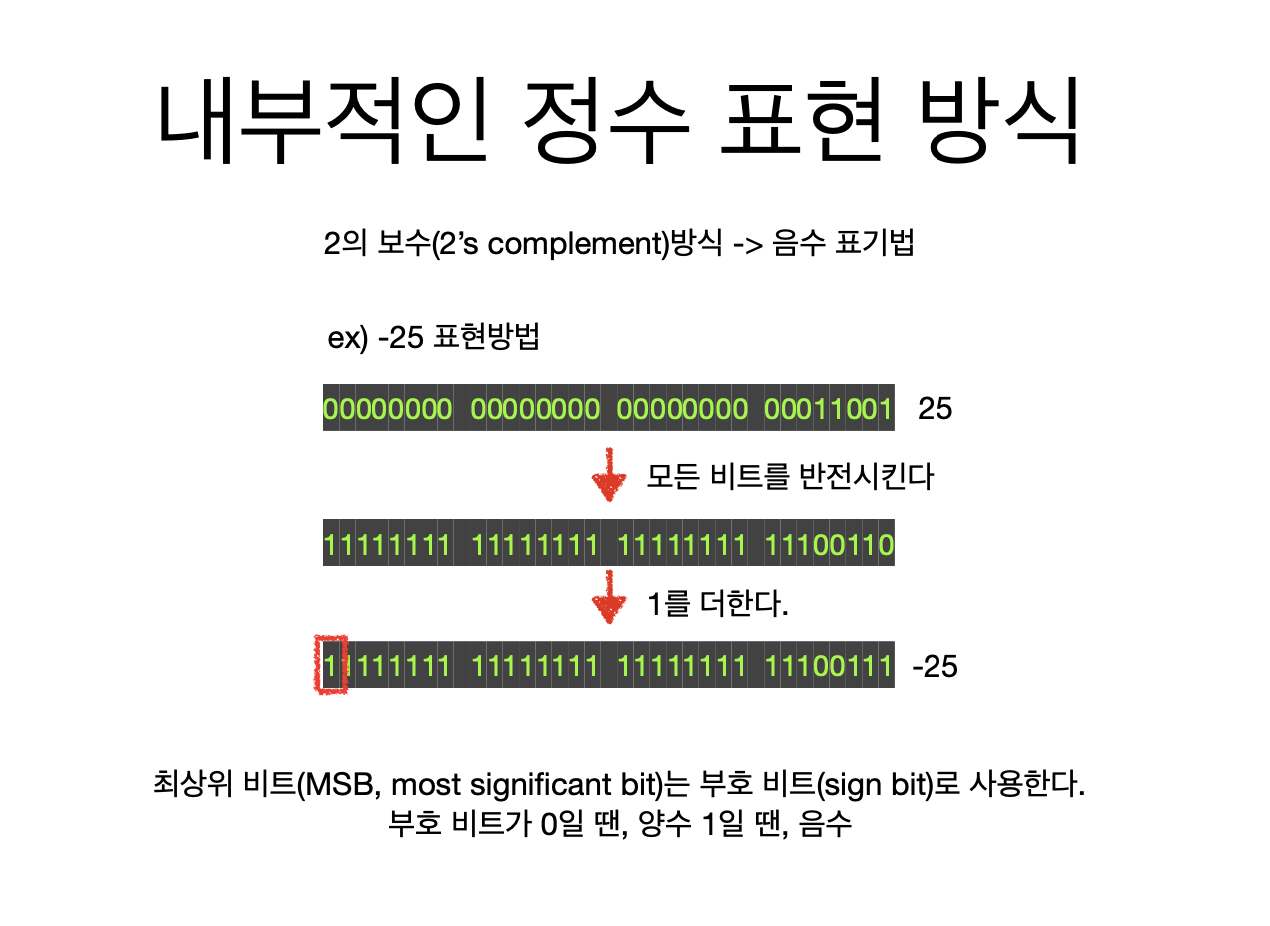 내부적인 정수 표현 방식
2의 보수(2’s complement)방식 -> 음수 표기법
ex) -25 표현방법
00000000 00000000 00000000 00011001 25
모든 비트를 반전시킨다
11111111 11111111 11111111 11100110
1를 더한다.
11111111 11111111 11111111 11100111 -25
최상위 비트(MSB, most significant bit)는 부호 비트(sign bit)로 사용한다.
부호 비트가 0일 땐, 양수 1일 땐, 음수